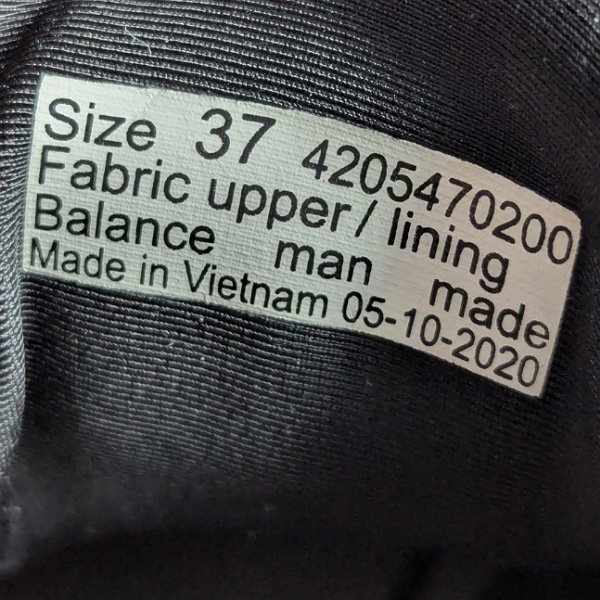 Size 37 4205470200
Fabric upper/ lining
Balance man made
Made in Vietnam 05-10-2020